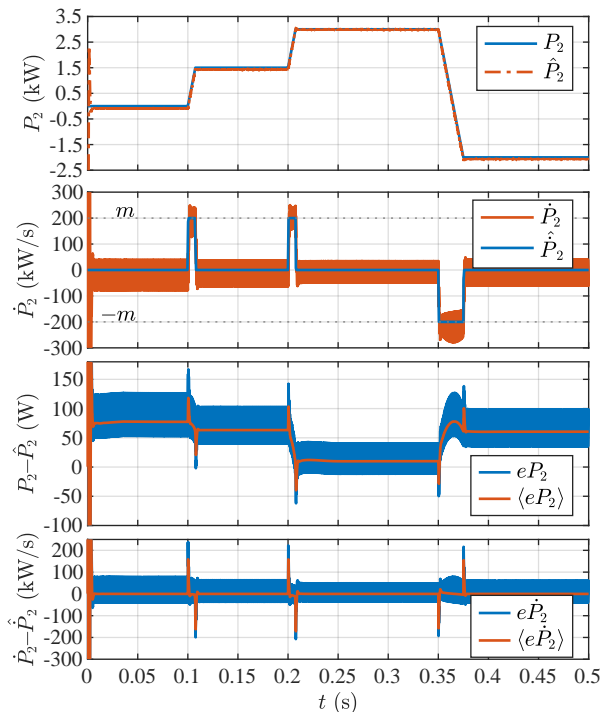 3.5
2.5
1.5
0.5
-0.5
-1.5
-2.5
P₂ (kW)
P₂
P̂₂
300
200
100
0
-100
-200
-300
Ṗ₂ (kW/s)
m
−m
Ṗ₂
Ṗ̂₂
150
100
50
0
-50
-100
P₂−P̂₂ (W)
eP₂
⟨eP₂⟩
200
100
0
-100
-200
-300
Ṗ₂−Ṗ̂₂ (kW/s)
eṖ₂
⟨eṖ₂⟩
0 0.05 0.1 0.15 0.2 0.25 0.3 0.35 0.4 0.45 0.5
t (s)